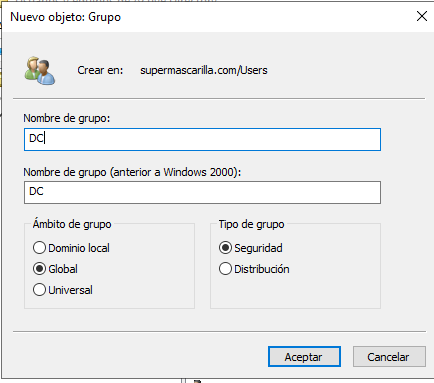 Nuevo objeto: Grupo
Crear en: supermascarilla.com/Users
Nombre de grupo:
DC
Nombre de grupo (anterior a Windows 2000):
DC
Ámbito de grupo
Dominio local
Global
Universal
Tipo de grupo
Seguridad
Distribución
Aceptar
Cancelar